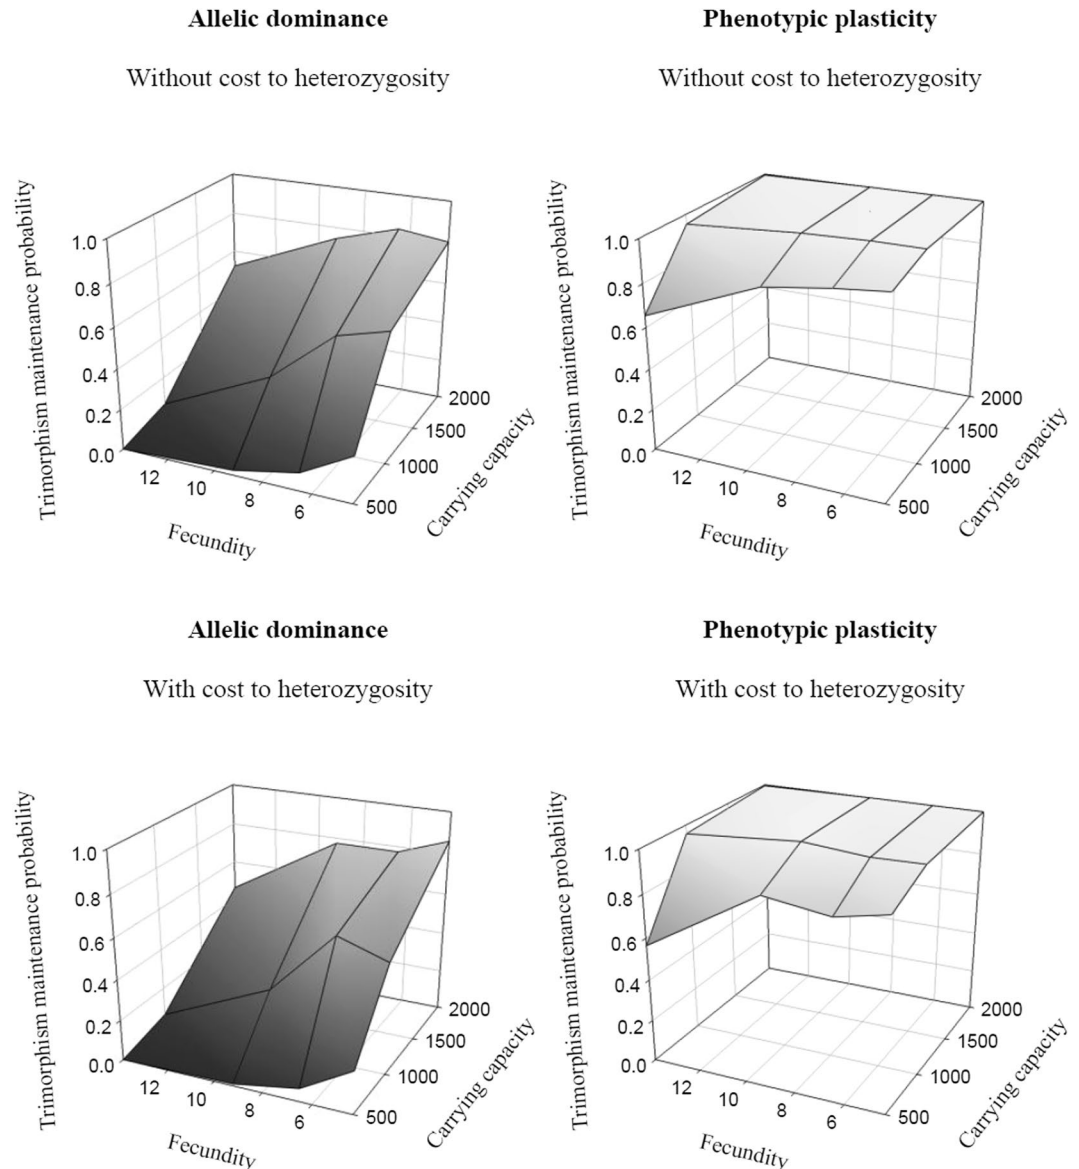 Allelic dominance
Phenotypic plasticity
Without cost to heterozygosity
Without cost to heterozygosity
Trimorphism maintenance probability
1.0
0.8
0.6
0.4
0.2
0.0
12
10
8
6
Fecundity
500
1000
1500
2000
Carrying capacity
Trimorphism maintenance probability
1.0
0.8
0.6
0.4
0.2
0.0
12
10
8
6
Fecundity
500
1000
1500
2000
Carrying capacity
Allelic dominance
Phenotypic plasticity
With cost to heterozygosity
With cost to heterozygosity
Trimorphism maintenance probability
1.0
0.8
0.6
0.4
0.2
0.0
12
10
8
6
Fecundity
500
1000
1500
2000
Carrying capacity
Trimorphism maintenance probability
1.0
0.8
0.6
0.4
0.2
0.0
12
10
8
6
Fecundity
500
1000
1500
2000
Carrying capacity